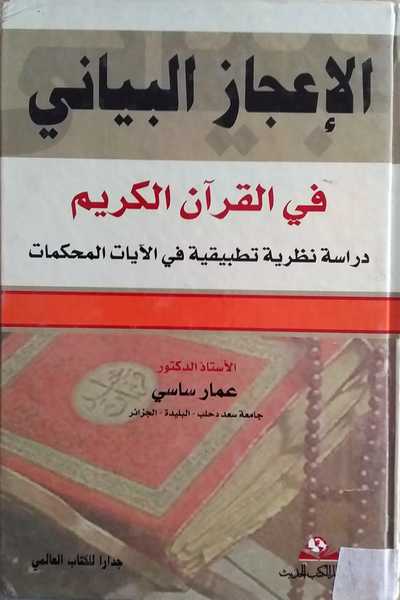 الإعجاز البياني
في القرآن الكريم
دراسة نظرية تطبيقية في الآيات المحكمات
الأستاذ الدكتور
عمار ساسي
جامعة سعد دحلب - البليدة - الجزائر
جدارا للكتاب العالمي
الكتب الحديث